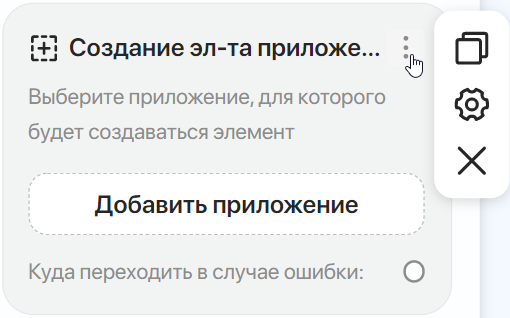 Создание эл-та приложе...
Выберите приложение, для которого
будет создаваться элемент
Добавить приложение
Куда переходить в случае ошибки: